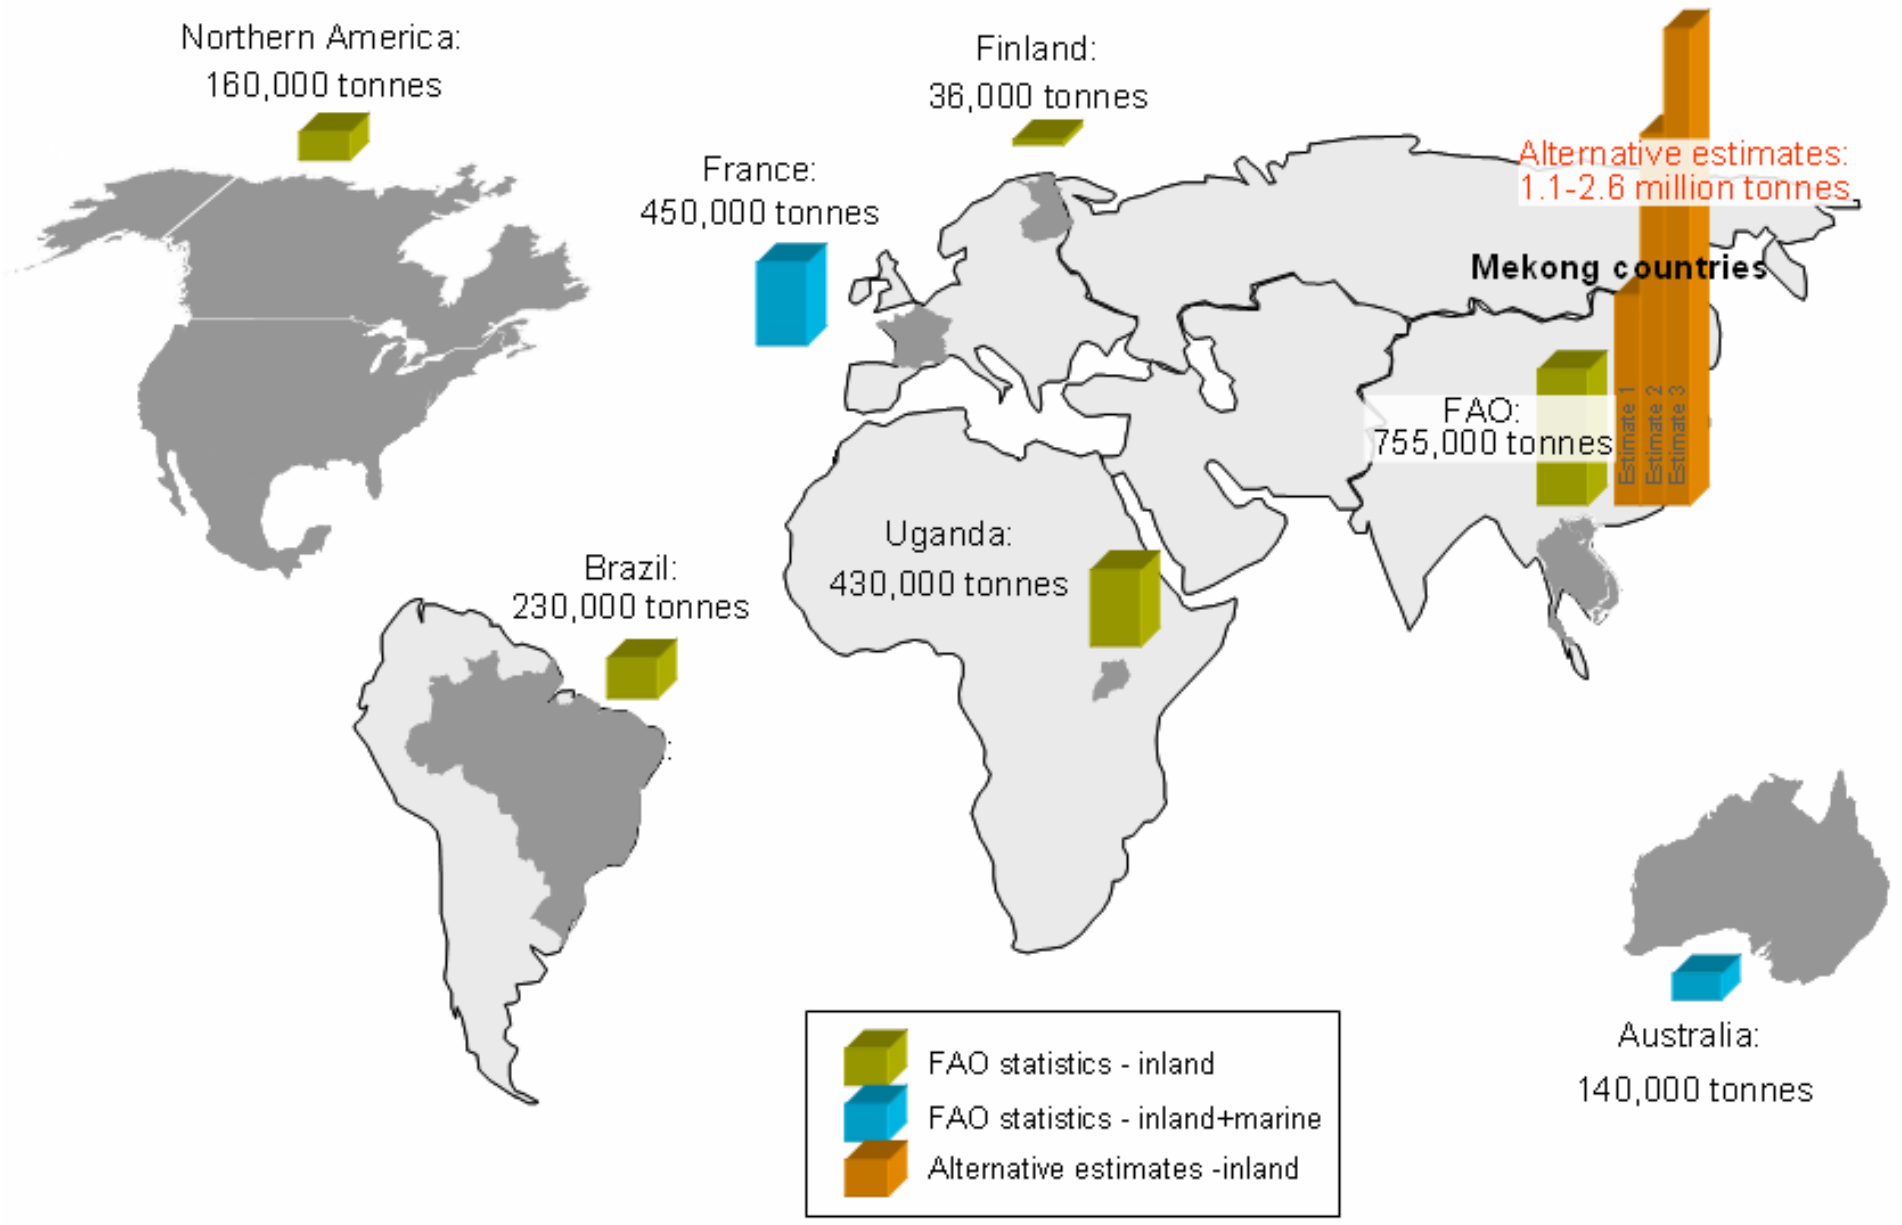 Northern America:
160,000 tonnes
Finland:
36,000 tonnes
France:
450,000 tonnes
Alternative estimates:
1.1-2.6 million tonnes
Mekong countries
FAO:
755,000 tonnes
Estimate 1
Estimate 2
Estimate 3
Uganda:
430,000 tonnes
Brazil:
230,000 tonnes
:
Australia:
140,000 tonnes
FAO statistics - inland
FAO statistics - inland+marine
Alternative estimates -inland